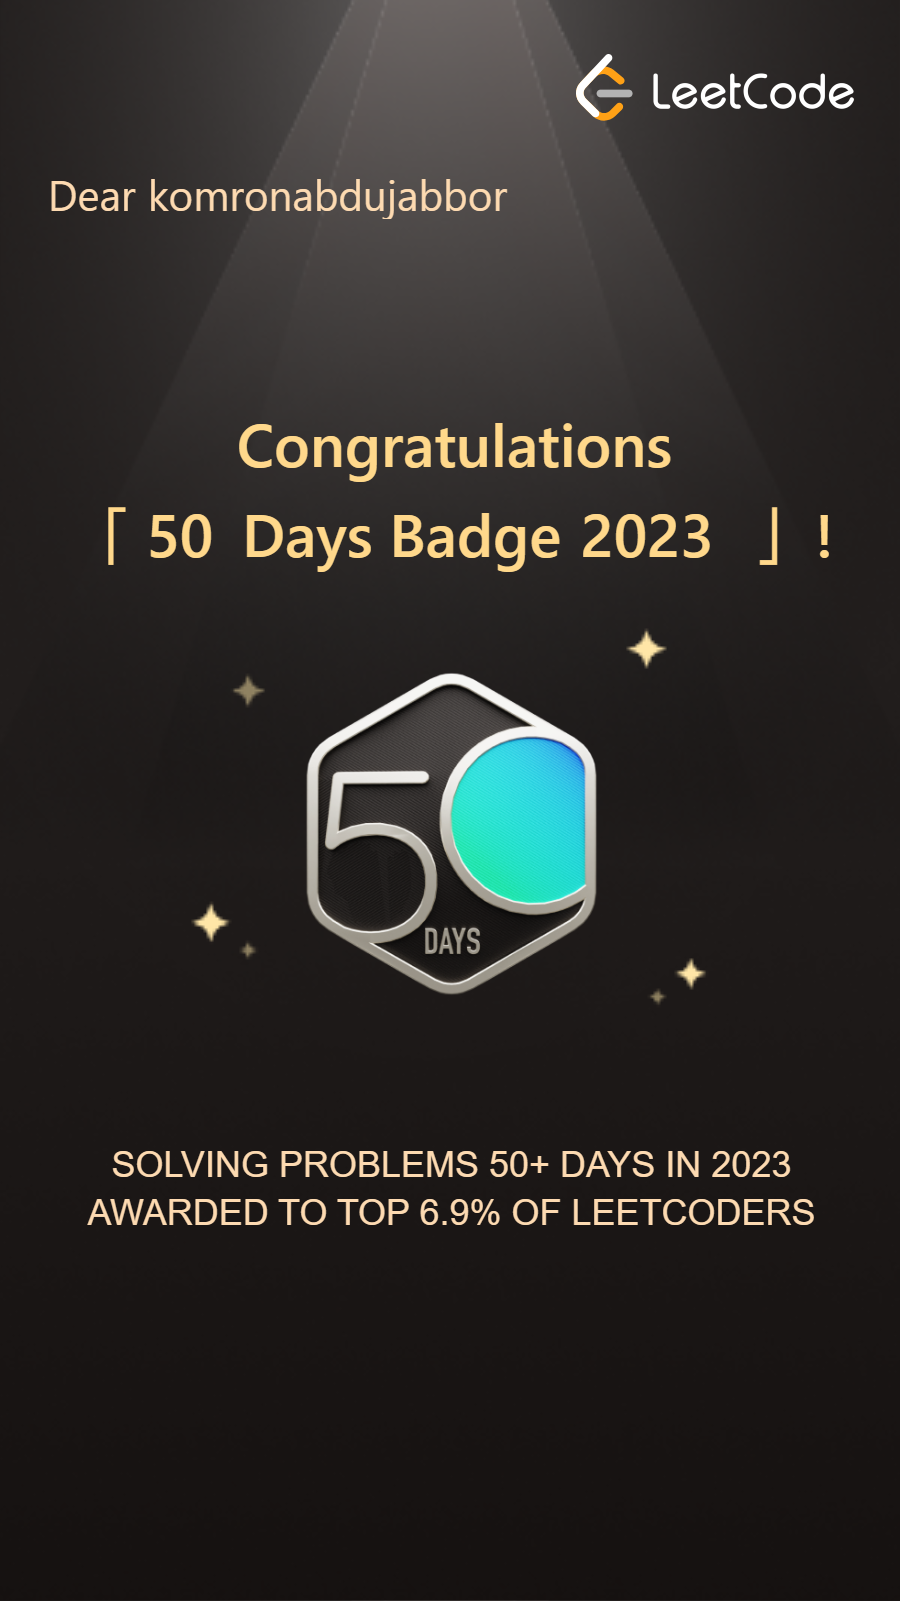 LeetCode
Dear komronabdujabbor
Congratulations
「 50 Days Badge 2023 」 !
50
DAYS
SOLVING PROBLEMS 50+ DAYS IN 2023
AWARDED TO TOP 6.9% OF LEETCODERS